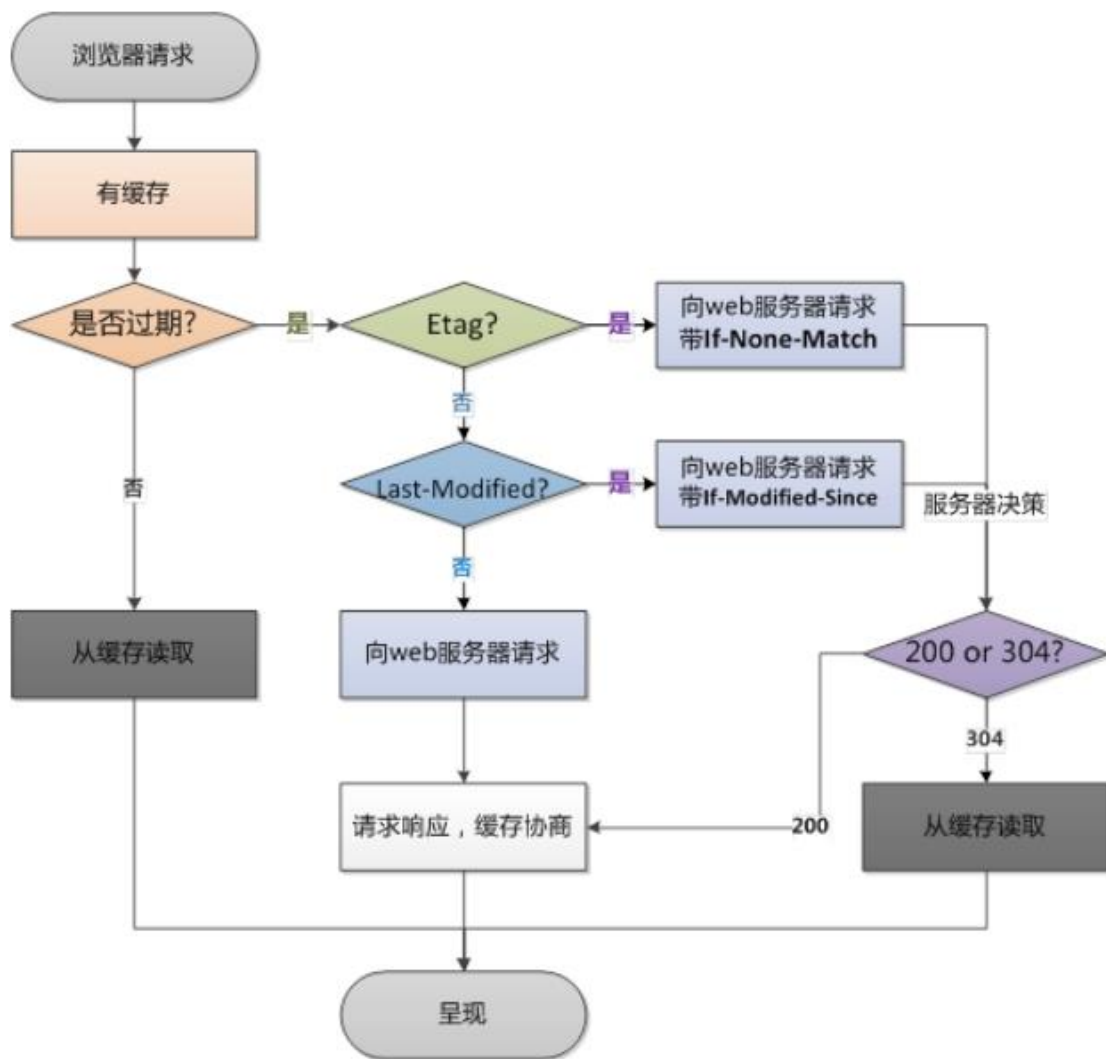 浏览器请求
有缓存
是否过期?
是
Etag?
是
向web服务器请求
带If-None-Match
否
否
Last-Modified?
是
向web服务器请求
带If-Modified-Since
服务器决策
否
从缓存读取
向web服务器请求
200 or 304?
304
请求响应，缓存协商
200
从缓存读取
呈现